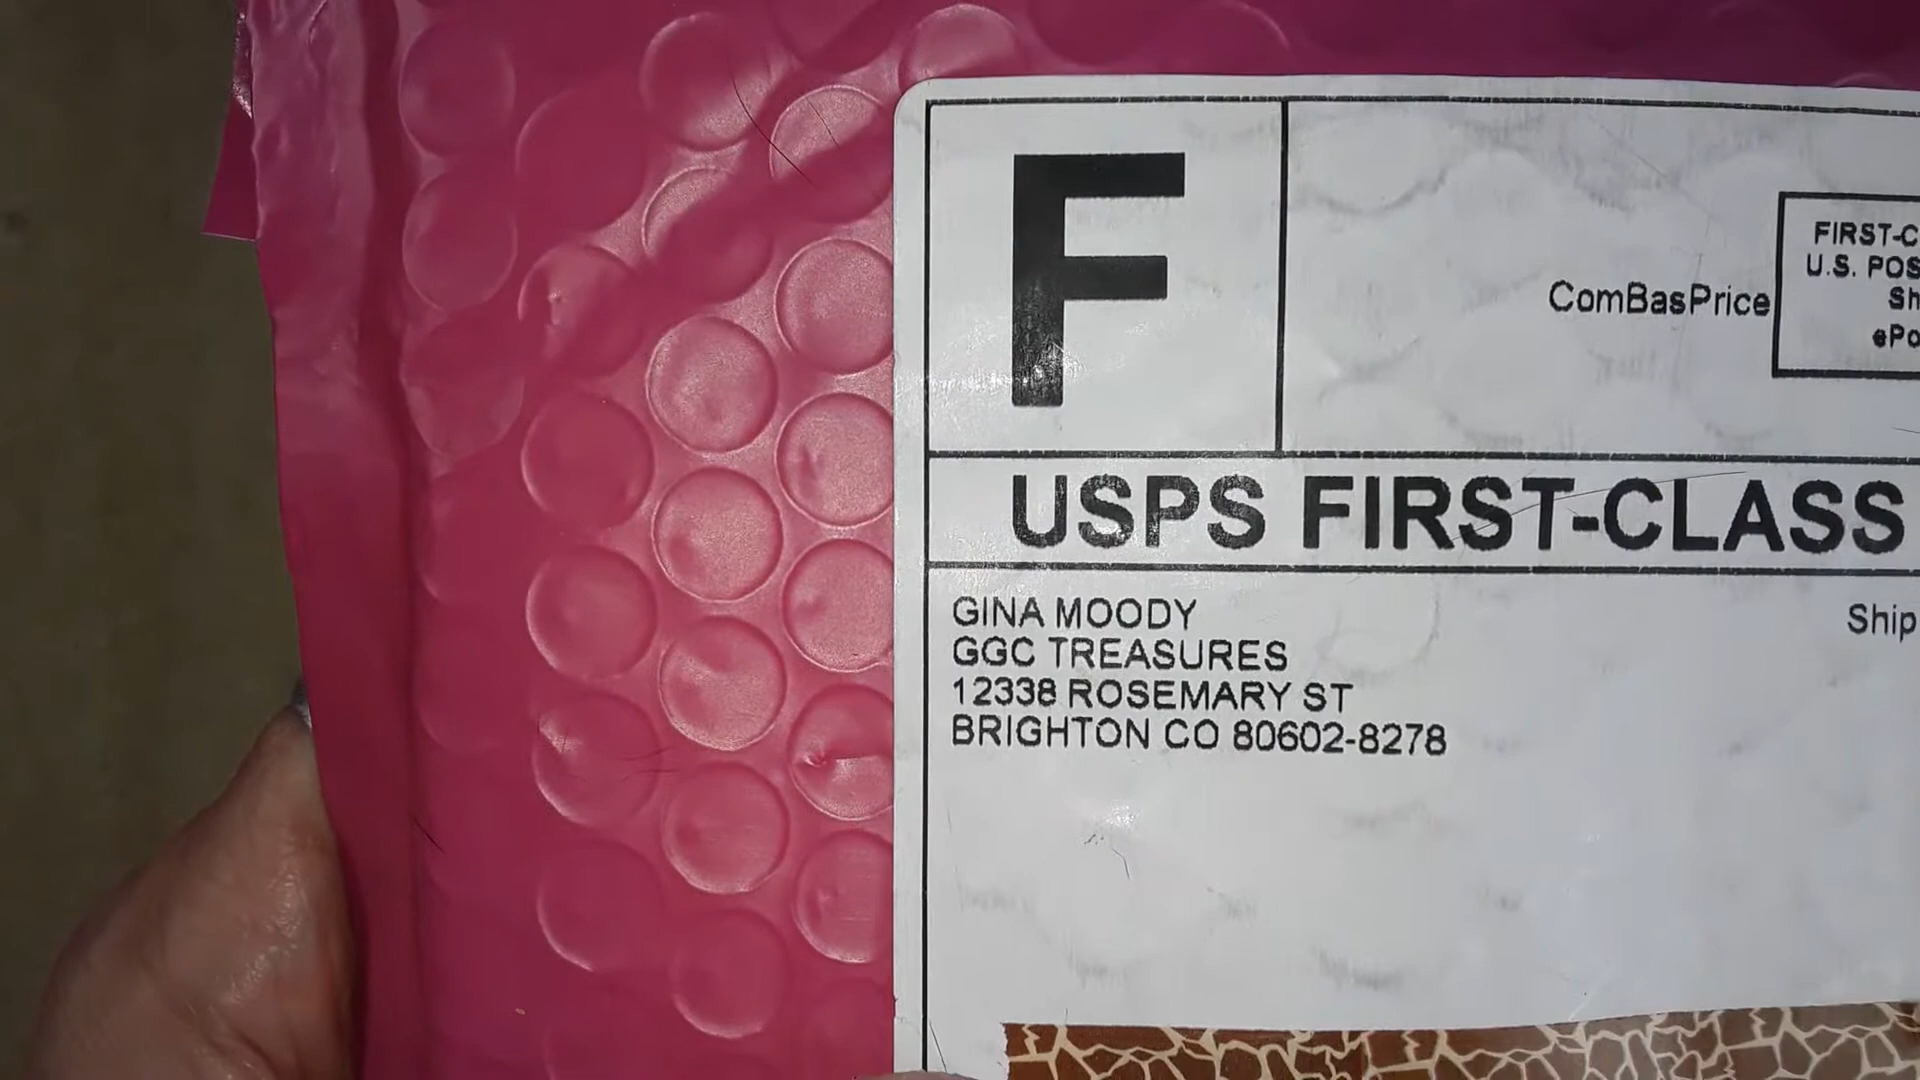 F
ComBasPrice
FIRST-C
U.S. POS
Sh
ePo
USPS FIRST-CLASS
GINA MOODY
GGC TREASURES
12338 ROSEMARY ST
BRIGHTON CO 80602-8278
Ship